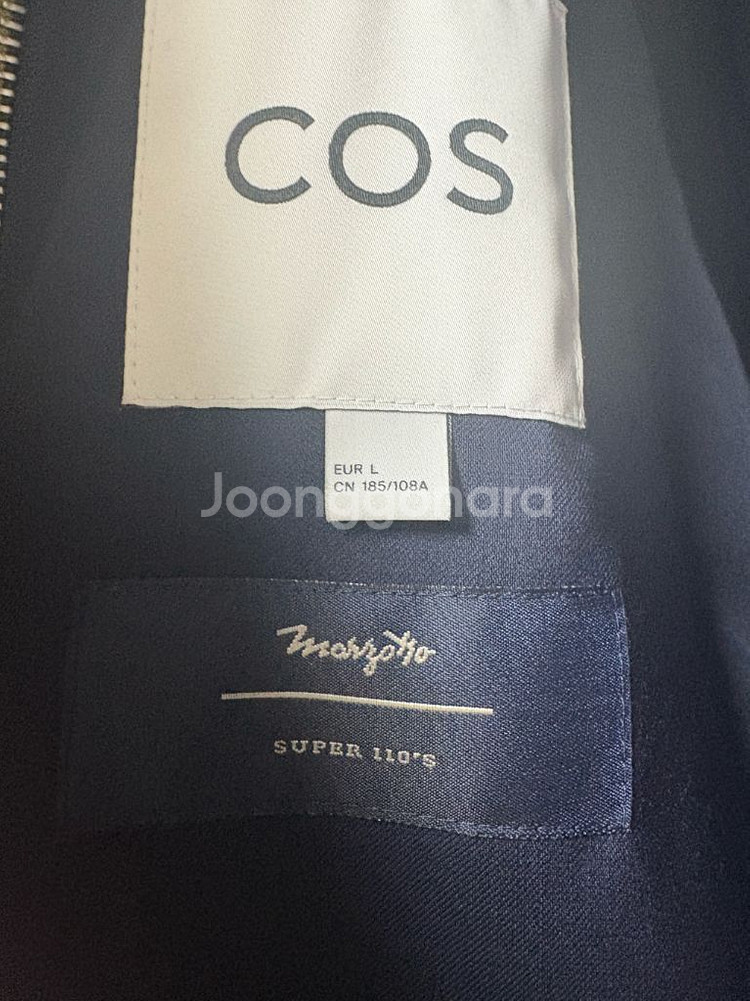 COS
EUR L
CN 185/108A
Joonggonara
Marzotto
SUPER 110'S